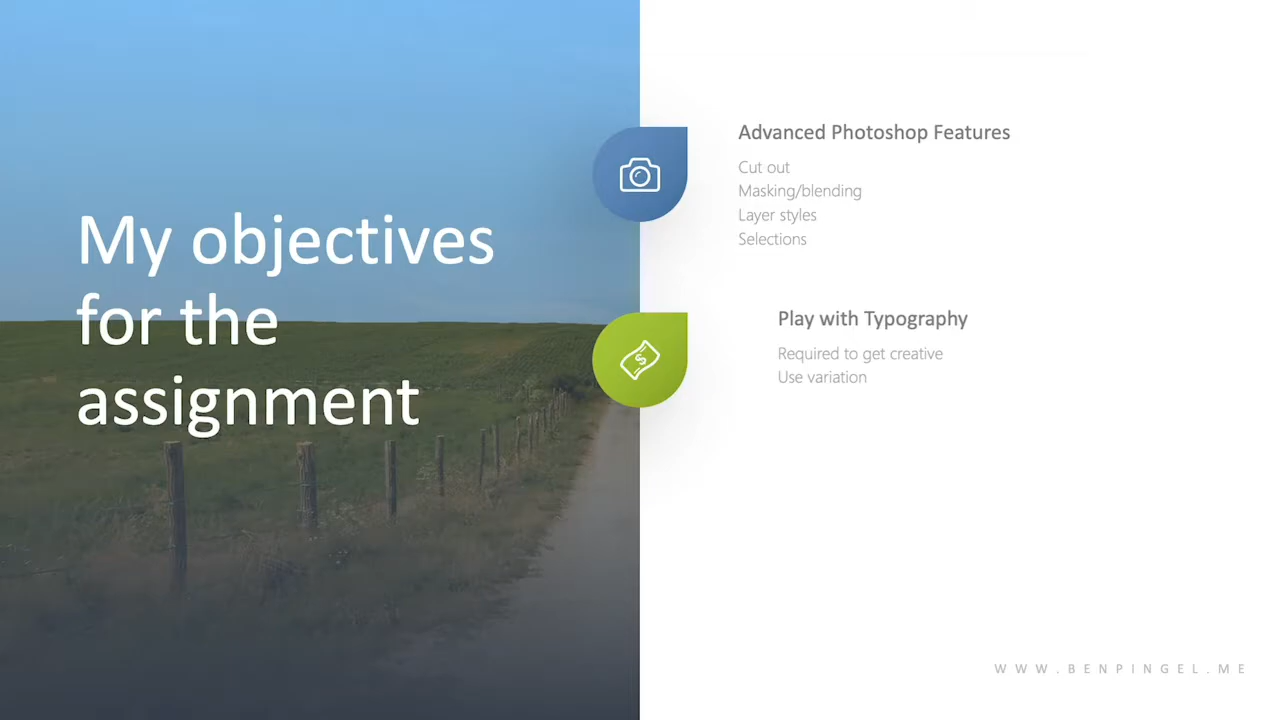 My objectives
for the
assignment
Advanced Photoshop Features
Cut out
Masking/blending
Layer styles
Selections
Play with Typography
Required to get creative
Use variation
WWW.BENPINGEL.ME